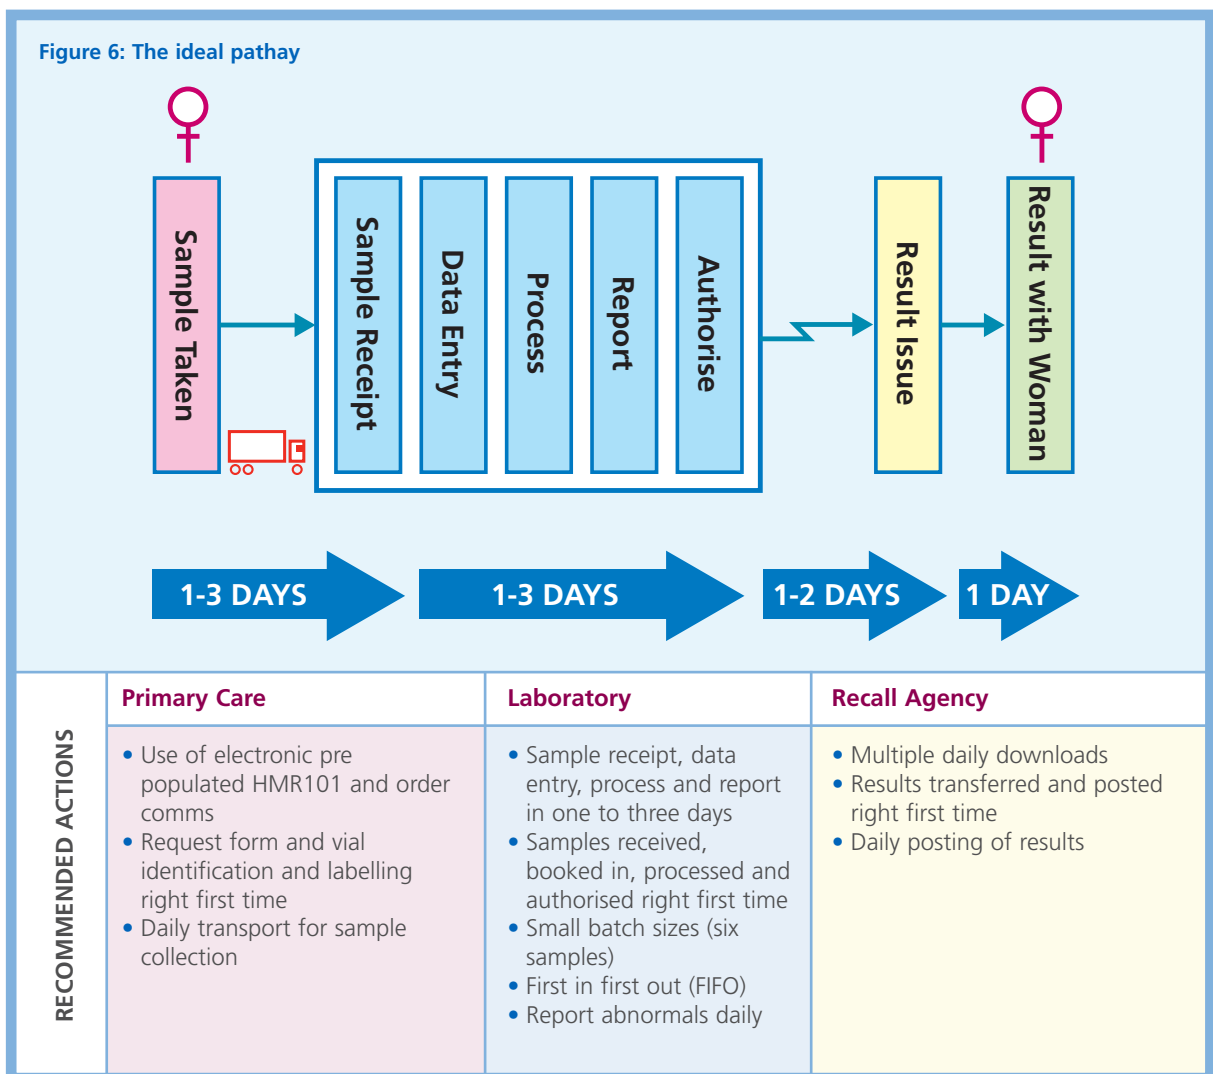 Figure 6: The ideal pathay
Sample Taken
Sample Receipt
Data Entry
Process
Report
Authorise
Result Issue
Result with Woman
1-3 DAYS
1-3 DAYS
1-2 DAYS
1 DAY
RECOMMENDED ACTIONS
Primary Care
• Use of electronic pre
populated HMR101 and order
comms
• Request form and vial
identification and labelling
right first time
• Daily transport for sample
collection
Laboratory
• Sample receipt, data
entry, process and report
in one to three days
• Samples received,
booked in, processed and
authorised right first time
• Small batch sizes (six
samples)
• First in first out (FIFO)
• Report abnormals daily
Recall Agency
• Multiple daily downloads
• Results transferred and posted
right first time
• Daily posting of results